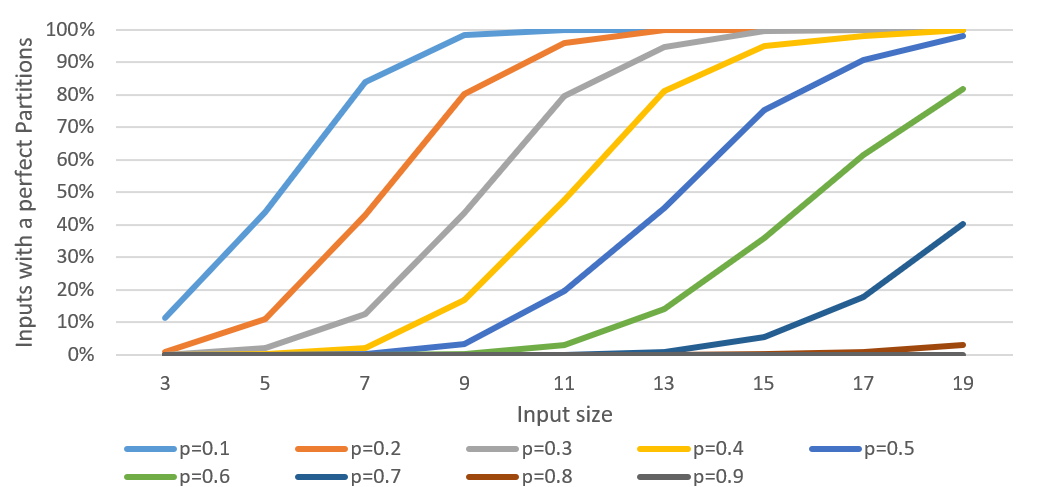 Inputs with a perfect Partitions
100%
90%
80%
70%
60%
50%
40%
30%
20%
10%
0%
3 5 7 9 11 13 15 17 19
Input size
p=0.1 p=0.2 p=0.3 p=0.4 p=0.5
p=0.6 p=0.7 p=0.8 p=0.9